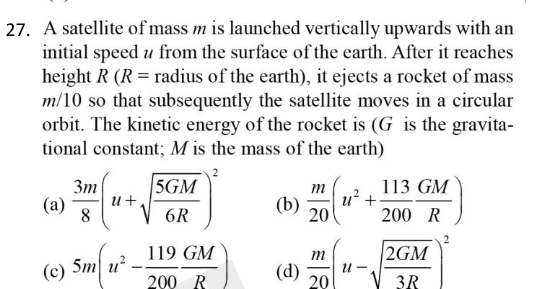 27. A satellite of mass m is launched vertically upwards with an
initial speed u from the surface of the earth. After it reaches
height R (R = radius of the earth), it ejects a rocket of mass
m/10 so that subsequently the satellite moves in a circular
orbit. The kinetic energy of the rocket is (G is the gravita-
tional constant; M is the mass of the earth)
(a) 3m/8 (u + √(5GM/6R))² (b) m/20 (u² + 113/200 GM/R)
(c) 5m(u² − 119/200 GM/R) (d) m/20 (u − √(2GM/3R))²